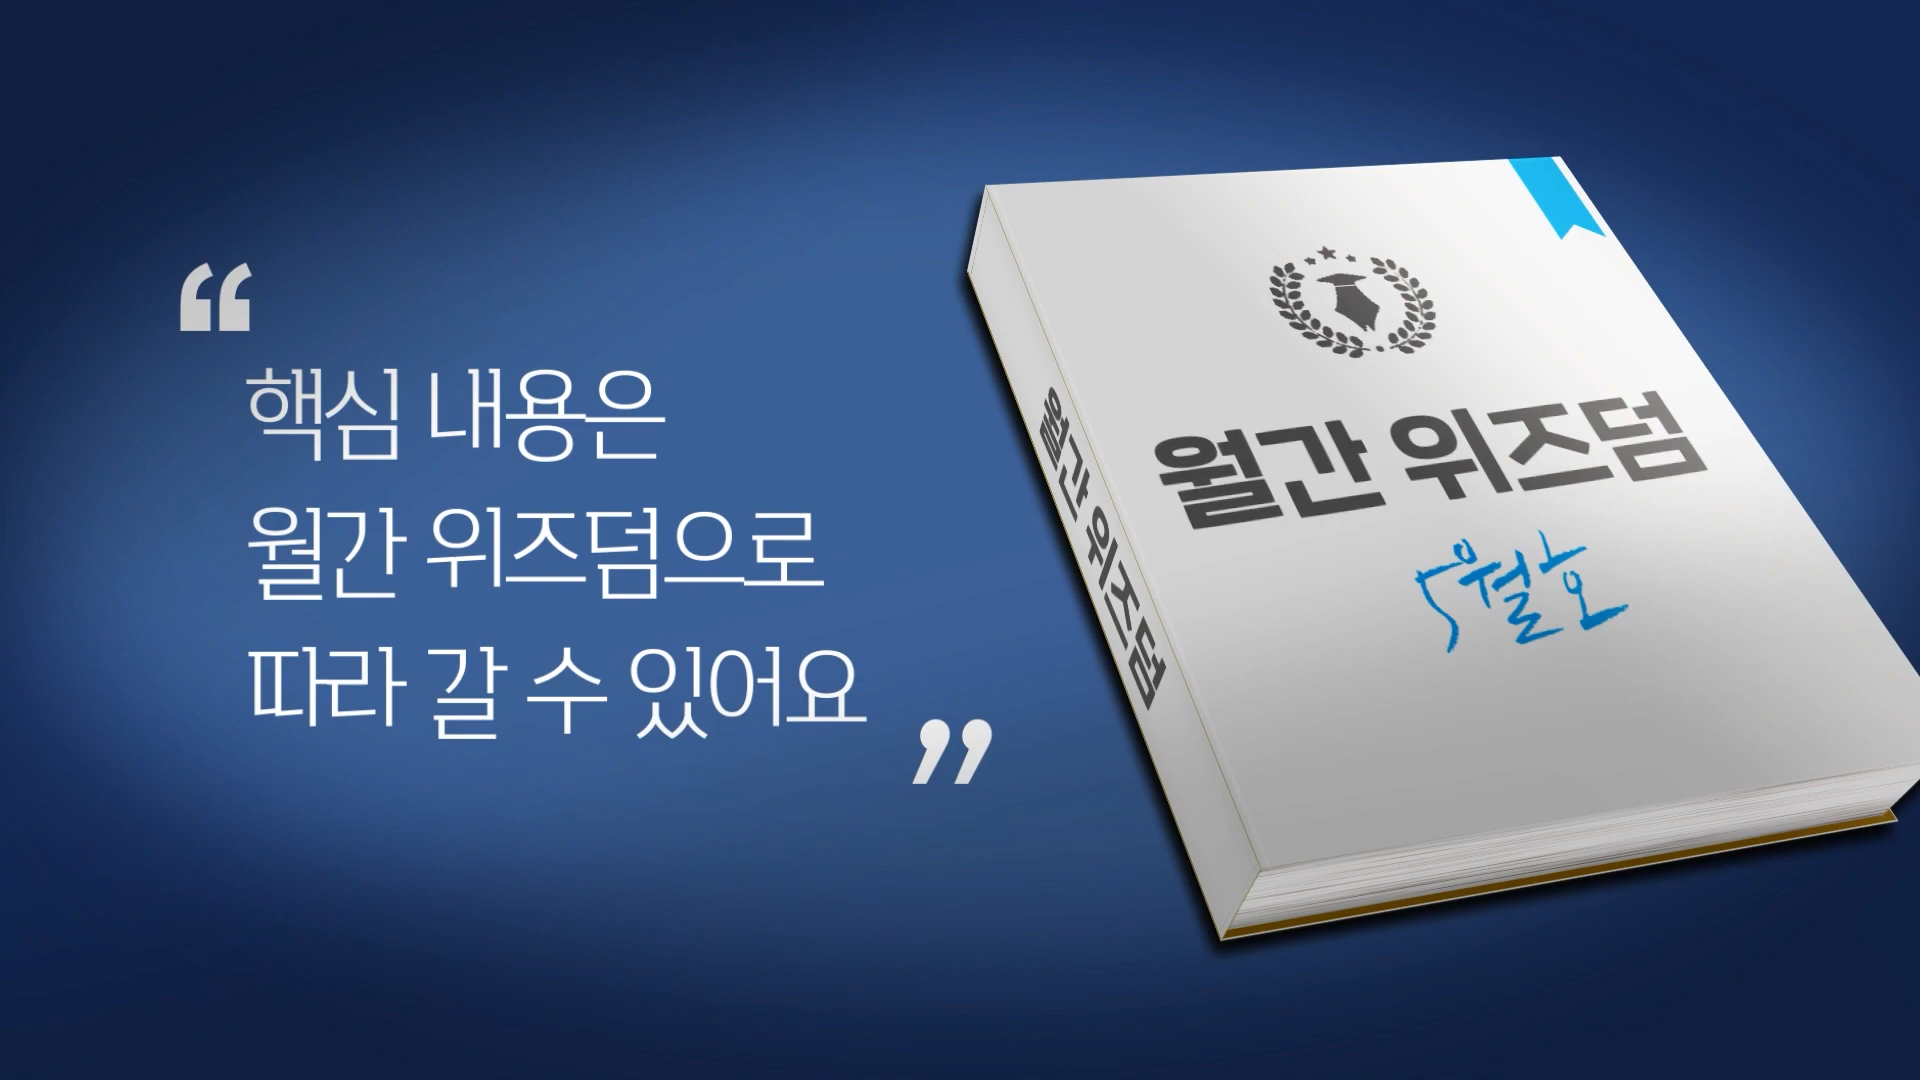 “
핵심 내용은
월간 위즈덤으로
따라 갈 수 있어요
”
월간 위즈덤
월간 위즈덤
5월호